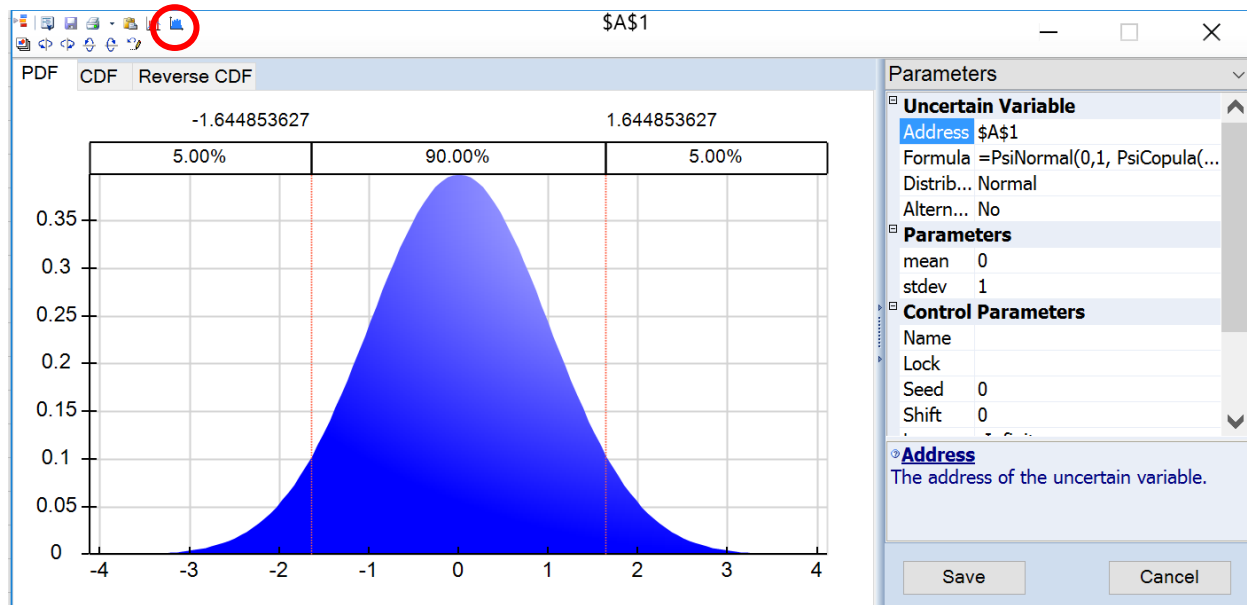 $A$1
PDF CDF Reverse CDF
-1.644853627 1.644853627
5.00% 90.00% 5.00%
0.35
0.3
0.25
0.2
0.15
0.1
0.05
0
-4 -3 -2 -1 0 1 2 3 4
Parameters
Uncertain Variable
Address $A$1
Formula =PsiNormal(0,1, PsiCopula(...
Distrib... Normal
Altern... No
Parameters
mean 0
stdev 1
Control Parameters
Name
Lock
Seed 0
Shift 0
Address
The address of the uncertain variable.
Save Cancel